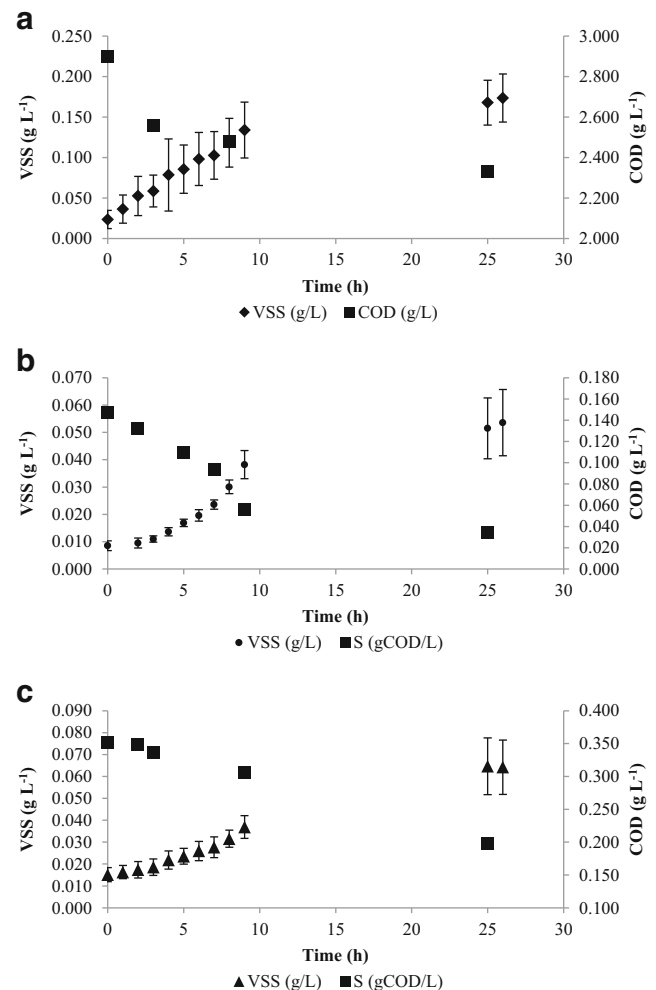 a
0.250 3.000
0.200 2.800
0.150 2.600
0.100 2.400
0.050 2.200
0.000 2.000
VSS (g L-1)
COD (g L-1)
0 5 10 15 20 25 30
Time (h)
◆VSS (g/L) ■COD (g/L)
b
0.070 0.180
0.060 0.160
0.140
0.050 0.120
0.040 0.100
0.030 0.080
0.020 0.060
0.040
0.010 0.020
0.000 0.000
VSS (g L-1)
COD (g L-1)
0 5 10 15 20 25 30
Time (h)
●VSS (g/L) ■S (gCOD/L)
c
0.090 0.400
0.080 0.350
0.070
0.060 0.300
0.050 0.250
0.040
0.030 0.200
0.020 0.150
0.010
0.000 0.100
VSS (g L-1)
COD (g L-1)
0 5 10 15 20 25 30
Time (h)
▲VSS (g/L) ■S (gCOD/L)